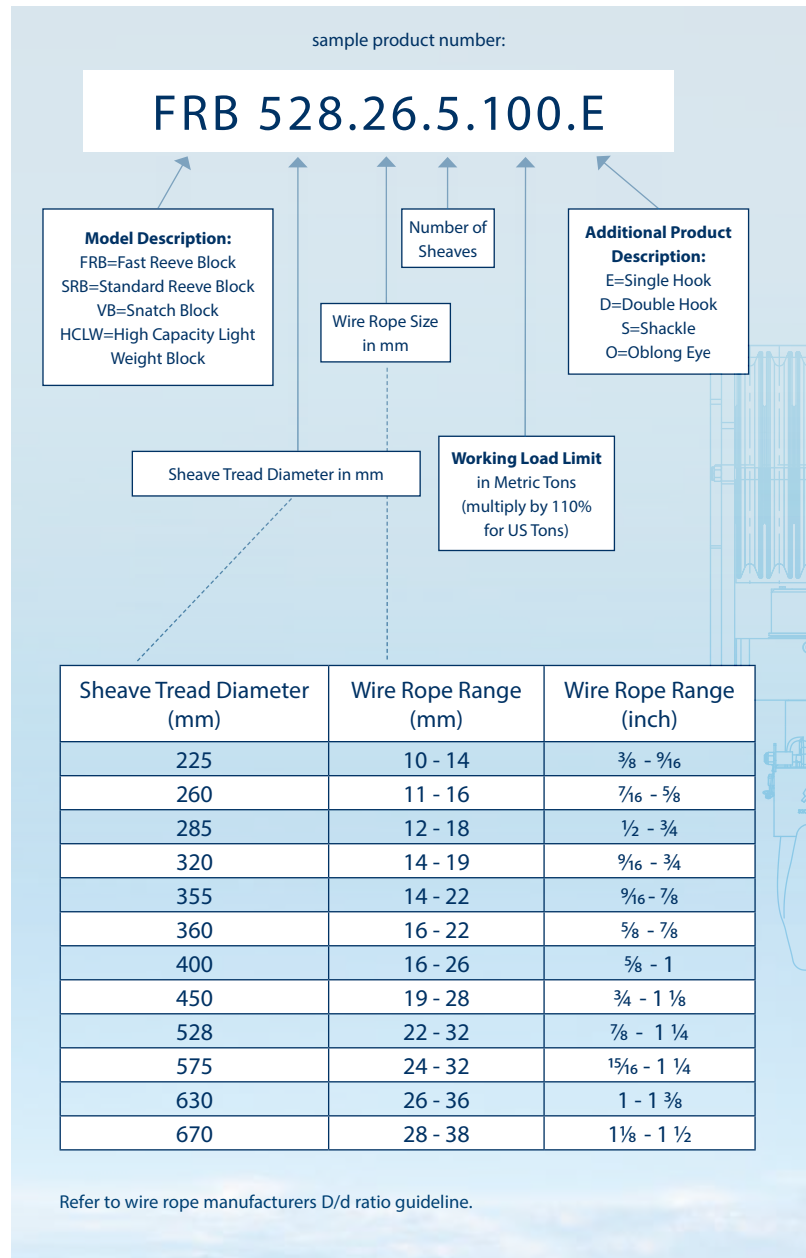 sample product number:
FRB 528.26.5.100.E
Model Description:
FRB=Fast Reeve Block
SRB=Standard Reeve Block
VB=Snatch Block
HCLW=High Capacity Light
Weight Block
Number of
Sheaves
Additional Product
Description:
E=Single Hook
D=Double Hook
S=Shackle
O=Oblong Eye
Wire Rope Size
in mm
Sheave Tread Diameter in mm
Working Load Limit
in Metric Tons
(multiply by 110%
for US Tons)
Sheave Tread Diameter (mm) Wire Rope Range (mm) Wire Rope Range (inch)
225 10 - 14 ⅜ - 9⁄16
260 11 - 16 7⁄16 - ⅝
285 12 - 18 ½ - ¾
320 14 - 19 9⁄16 - ¾
355 14 - 22 9⁄16 - ⅞
360 16 - 22 ⅝ - ⅞
400 16 - 26 ⅝ - 1
450 19 - 28 ¾ - 1 ⅛
528 22 - 32 ⅞ - 1 ¼
575 24 - 32 15⁄16 - 1 ¼
630 26 - 36 1 - 1 ⅜
670 28 - 38 1⅛ - 1 ½
Refer to wire rope manufacturers D/d ratio guideline.